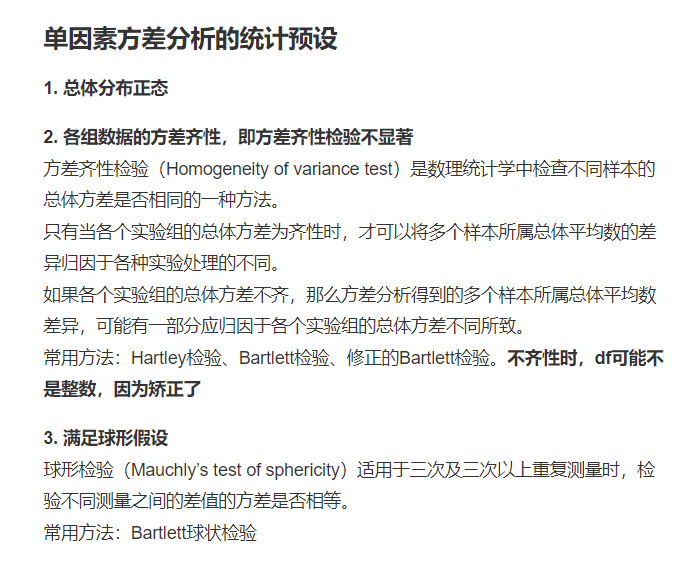 单因素方差分析的统计预设
1. 总体分布正态
2. 各组数据的方差齐性，即方差齐性检验不显著
方差齐性检验（Homogeneity of variance test）是数理统计学中检查不同样本的
总体方差是否相同的一种方法。
只有当各个实验组的总体方差为齐性时，才可以将多个样本所属总体平均数的差
异归因于各种实验处理的不同。
如果各个实验组的总体方差不齐，那么方差分析得到的多个样本所属总体平均数
差异，可能有一部分应归因于各个实验组的总体方差不同所致。
常用方法：Hartley检验、Bartlett检验、修正的Bartlett检验。不齐性时，df可能不
是整数，因为矫正了
3. 满足球形假设
球形检验（Mauchly’s test of sphericity）适用于三次及三次以上重复测量时，检
验不同测量之间的差值的方差是否相等。
常用方法：Bartlett球状检验